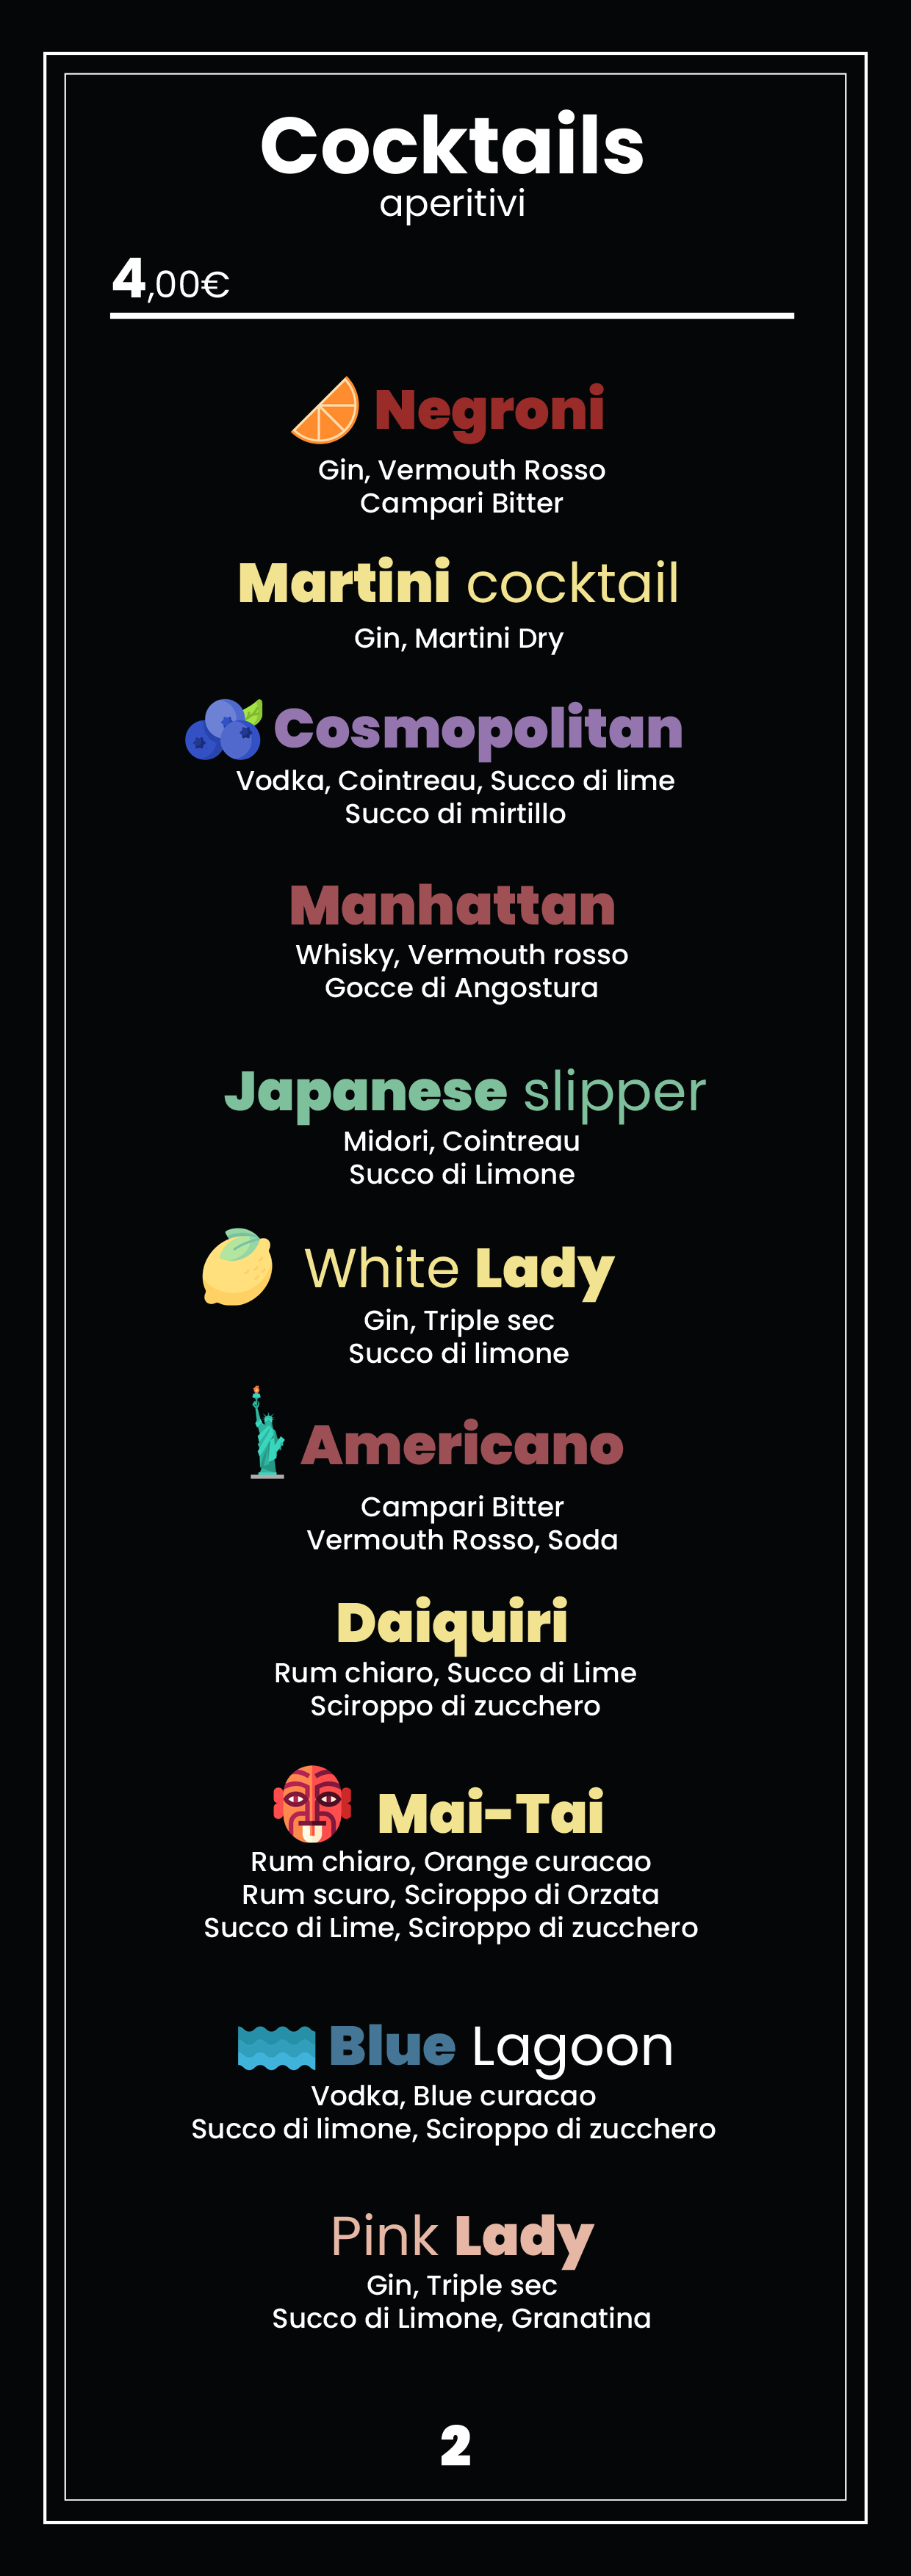 Cocktails
aperitivi
4,00€
Negroni
Gin, Vermouth Rosso
Campari Bitter
Martini cocktail
Gin, Martini Dry
Cosmopolitan
Vodka, Cointreau, Succo di lime
Succo di mirtillo
Manhattan
Whisky, Vermouth rosso
Gocce di Angostura
Japanese slipper
Midori, Cointreau
Succo di Limone
White Lady
Gin, Triple sec
Succo di limone
Americano
Campari Bitter
Vermouth Rosso, Soda
Daiquiri
Rum chiaro, Succo di Lime
Sciroppo di zucchero
Mai-Tai
Rum chiaro, Orange curacao
Rum scuro, Sciroppo di Orzata
Succo di Lime, Sciroppo di zucchero
Blue Lagoon
Vodka, Blue curacao
Succo di limone, Sciroppo di zucchero
Pink Lady
Gin, Triple sec
Succo di Limone, Granatina
2